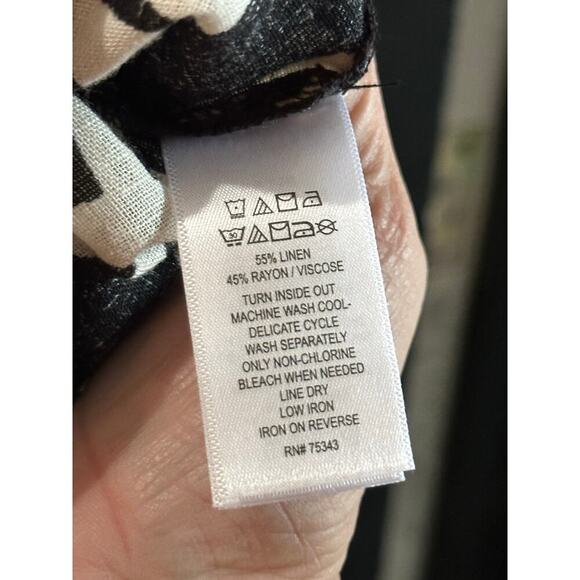 30
55% LINEN
45% RAYON / VISCOSE
TURN INSIDE OUT
MACHINE WASH COOL-
DELICATE CYCLE
WASH SEPARATELY
ONLY NON-CHLORINE
BLEACH WHEN NEEDED
LINE DRY
LOW IRON
IRON ON REVERSE
RN# 75343